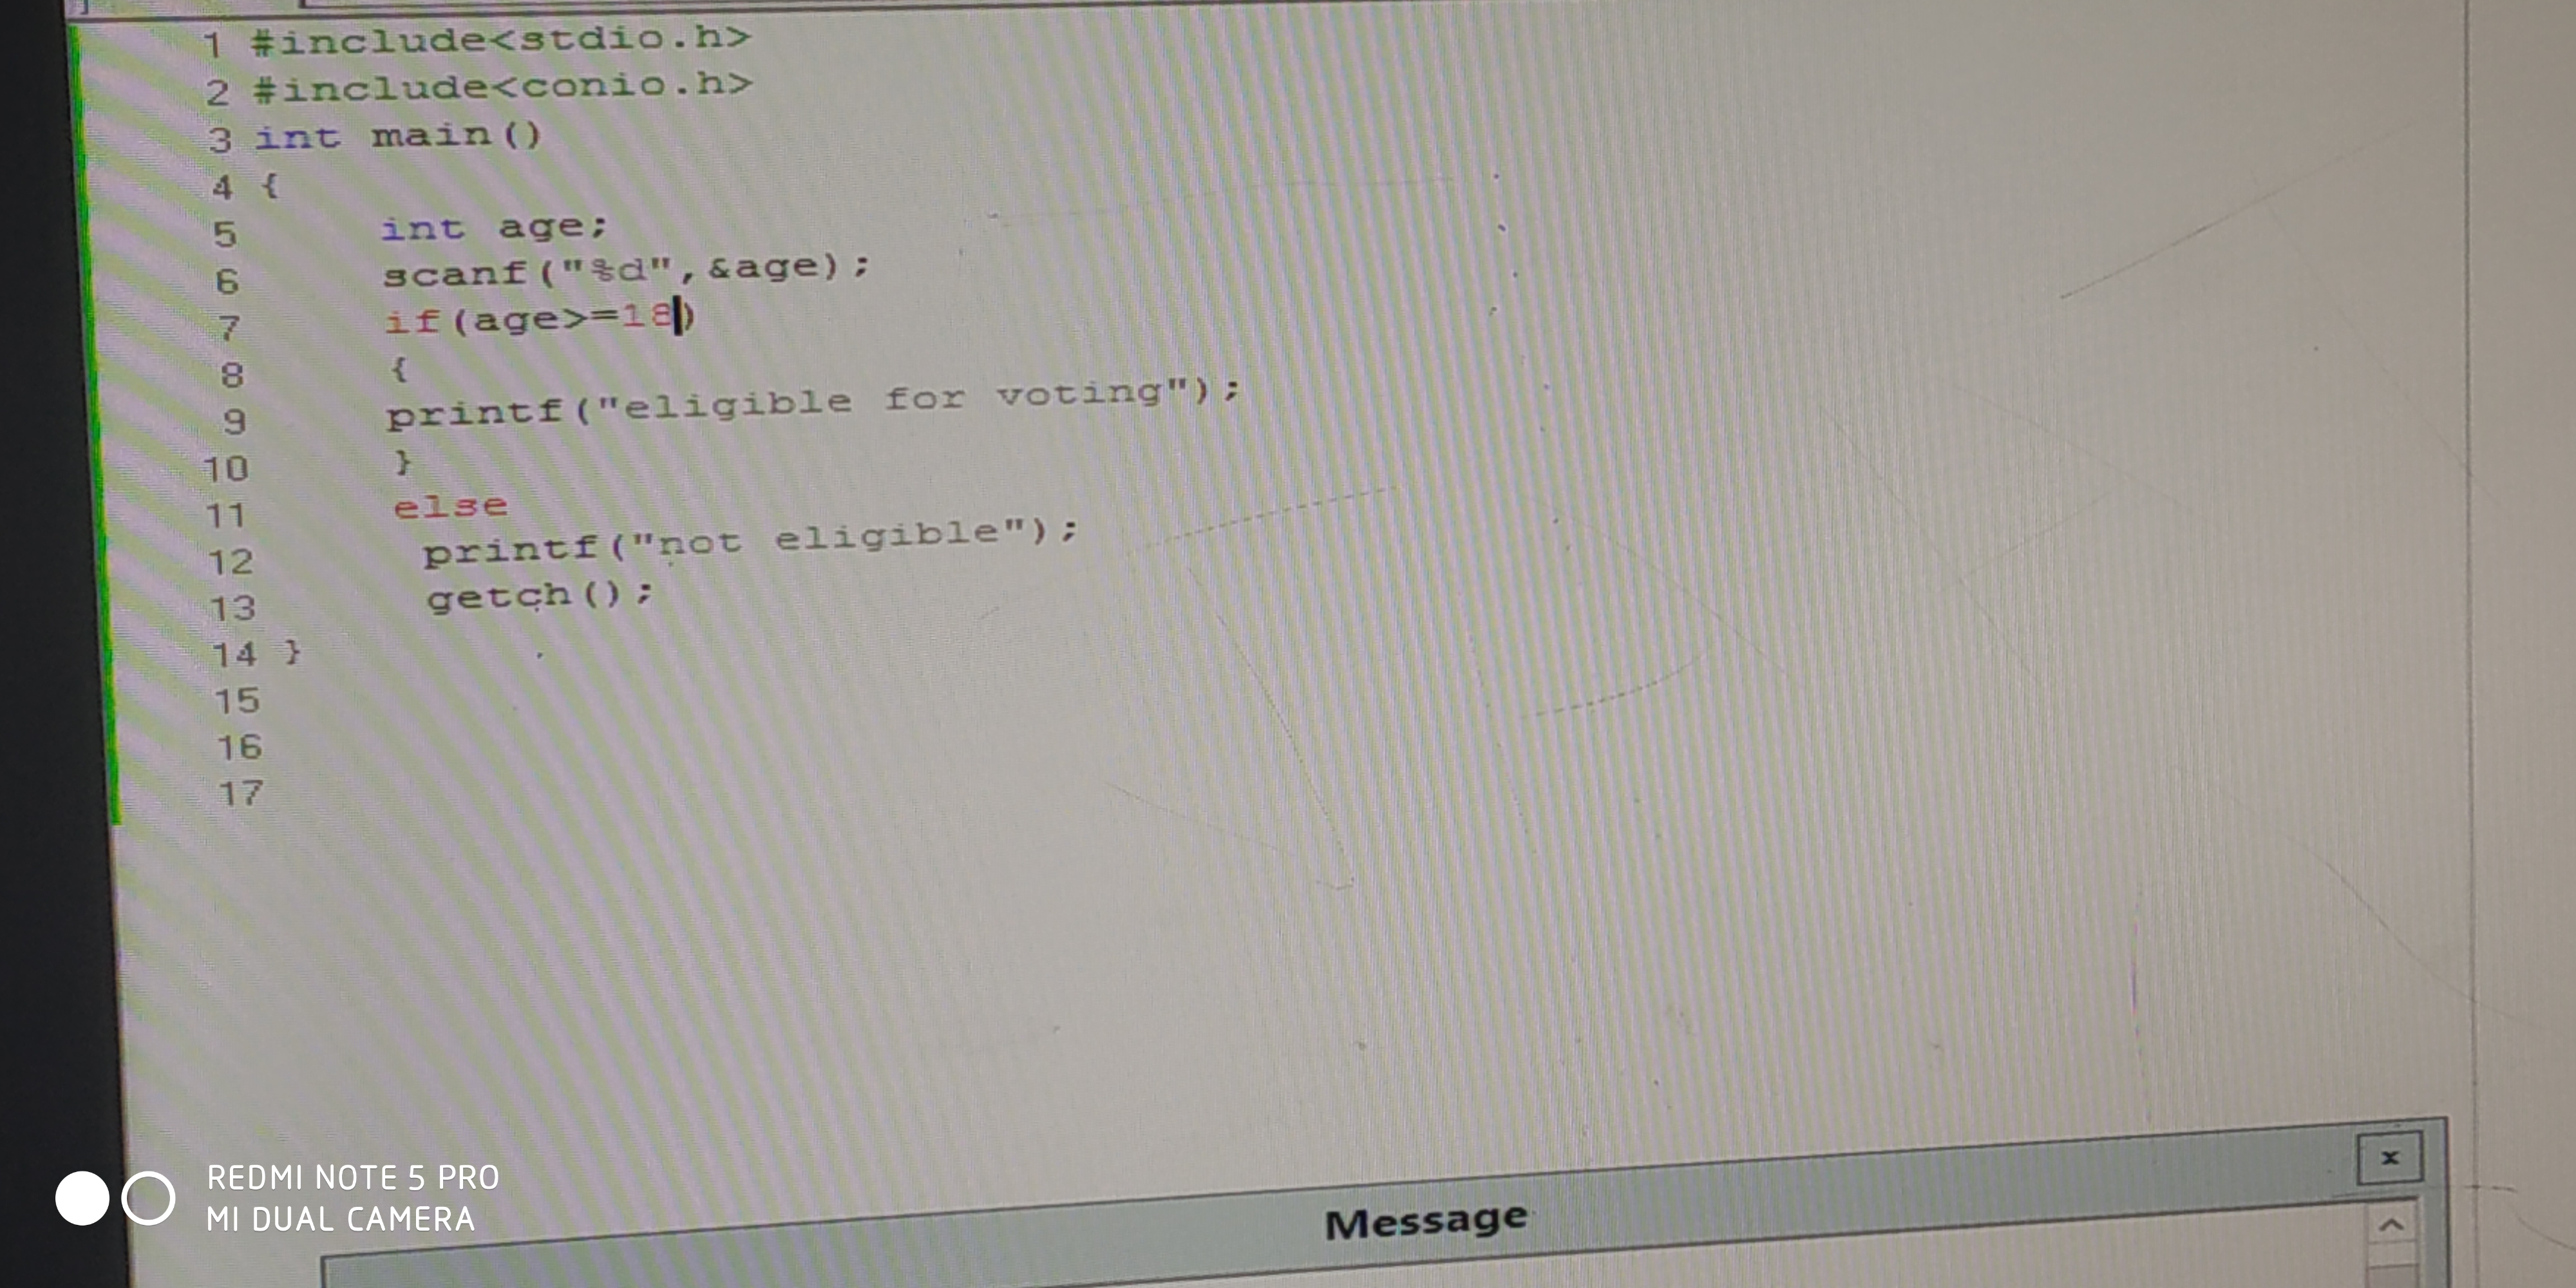 1 #include<stdio.h>
2 #include<conio.h>
3 int main()
4 {
5 int age;
6 scanf("%d",&age);
7 if(age>=18)
8 {
9 printf("eligible for voting");
10 }
11 else
12 printf("not eligible");
13 getch();
14 }
15
16
17
Message
REDMI NOTE 5 PRO
MI DUAL CAMERA